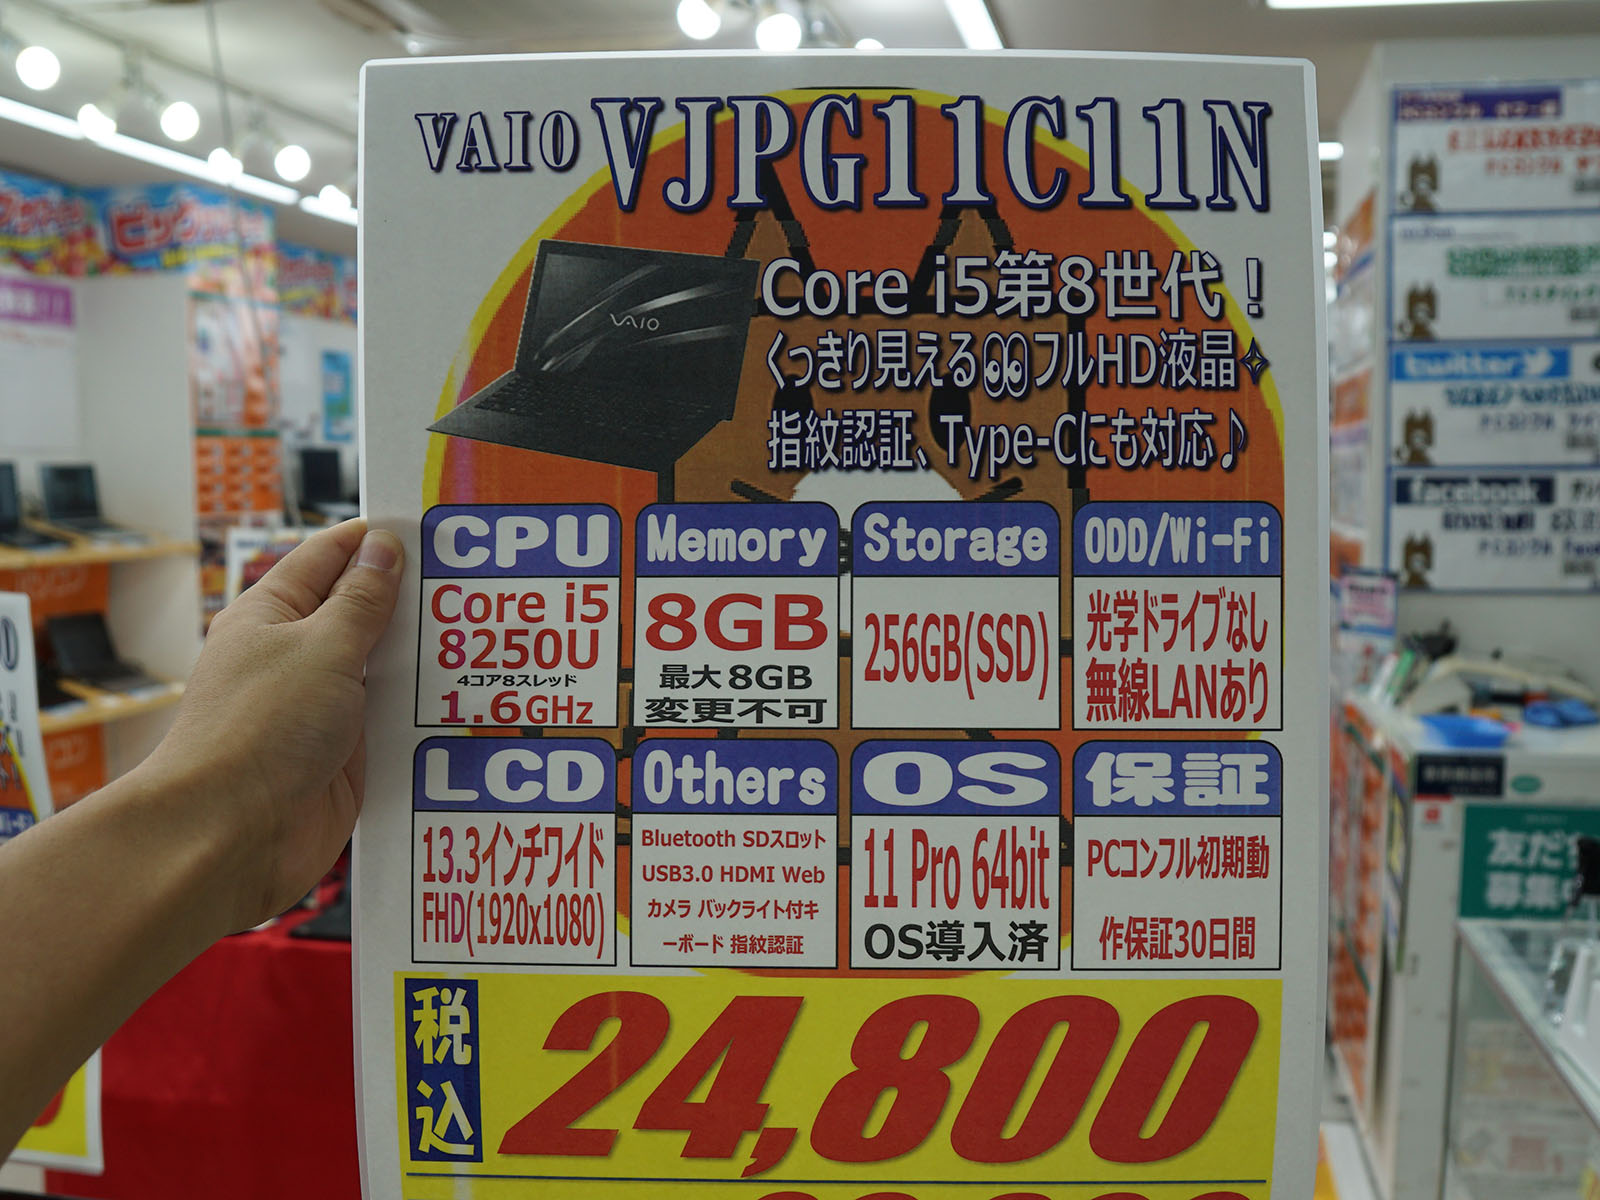 VAIO VJPG11C11N
VAIO
Core i5第8世代！
くっきり見える👀フルHD液晶✧
指紋認証、Type-Cにも対応♪
CPU
Core i5
8250U
4コア8スレッド
1.6GHz
Memory
8GB
最大8GB
変更不可
Storage
256GB(SSD)
ODD/Wi-Fi
光学ドライブなし
無線LANあり
LCD
13.3インチワイド
FHD(1920x1080)
Others
Bluetooth SDスロット
USB3.0 HDMI Web
カメラ バックライト付キ
ーボード 指紋認証
OS
11 Pro 64bit
OS導入済
保証
PCコンフル初期動
作保証30日間
税込
24,800
twitter
facebook
友だち
募集